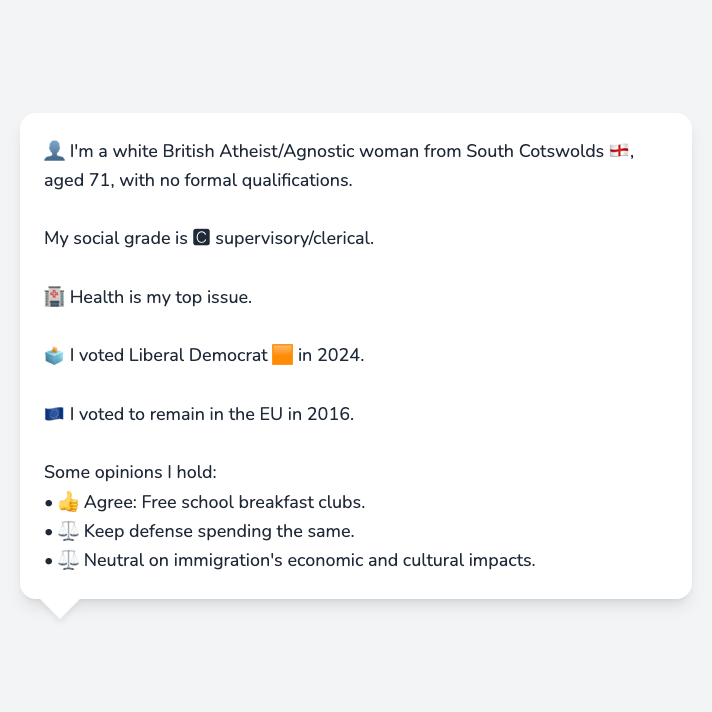 👤 I'm a white British Atheist/Agnostic woman from South Cotswolds 🏴󠁧󠁢󠁥󠁮󠁧󠁿,
aged 71, with no formal qualifications.
My social grade is 🅲 supervisory/clerical.
🏥 Health is my top issue.
🗳️ I voted Liberal Democrat 🟧 in 2024.
🇪🇺 I voted to remain in the EU in 2016.
Some opinions I hold:
• 👍 Agree: Free school breakfast clubs.
• ⚖️ Keep defense spending the same.
• ⚖️ Neutral on immigration's economic and cultural impacts.